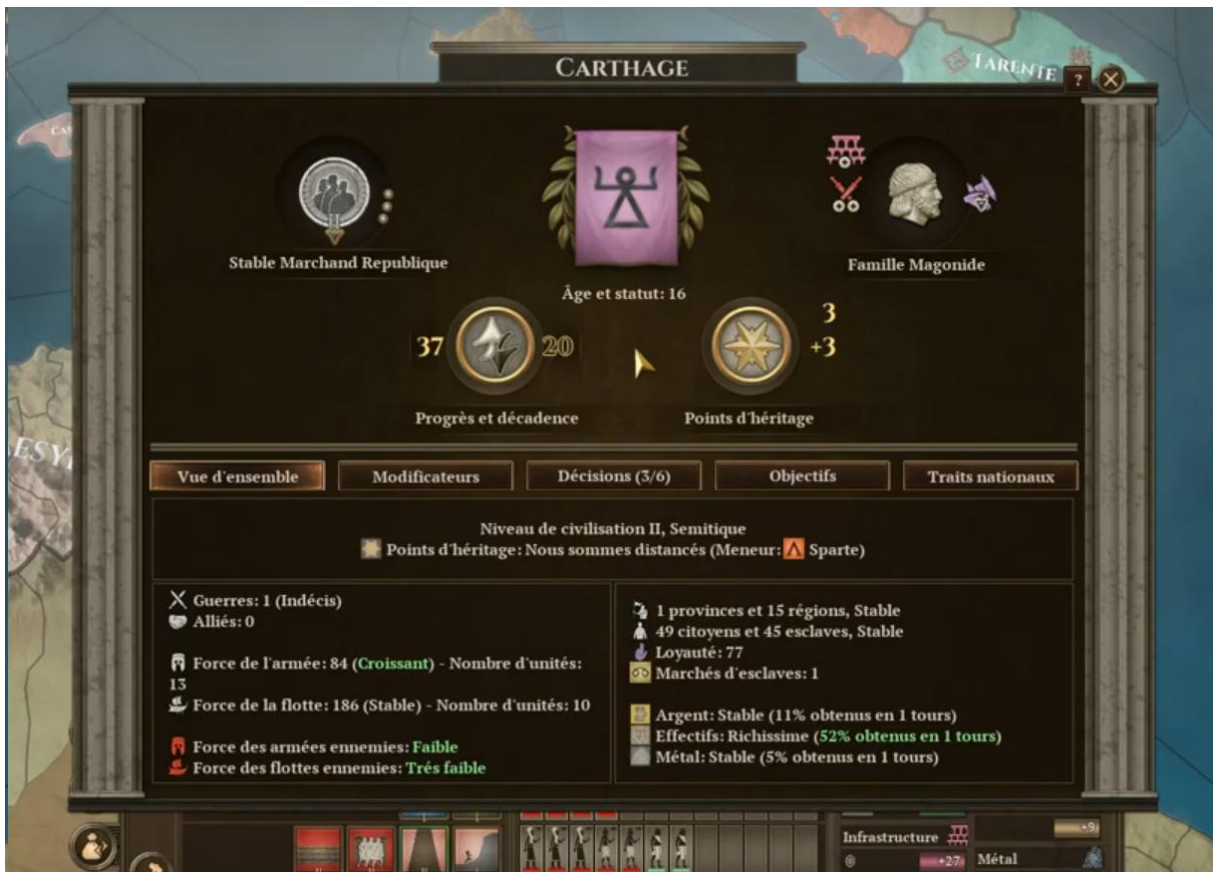 CARTHAGE
TARENTE
?
Stable Marchand Republique
Famille Magonide
Âge et statut: 16
37
20
3
+3
Progrès et décadence
Points d'héritage
Vue d'ensemble
Modificateurs
Décisions (3/6)
Objectifs
Traits nationaux
Niveau de civilisation II, Semitique
Points d'héritage: Nous sommes distancés (Meneur: Sparte)
Guerres: 1 (Indécis)
Alliés: 0
Force de l'armée: 84 (Croissant) - Nombre d'unités:
13
Force de la flotte: 186 (Stable) - Nombre d'unités: 10
Force des armées ennemies: Faible
Force des flottes ennemies: Trés faible
1 provinces et 15 régions, Stable
49 citoyens et 45 esclaves, Stable
Loyauté: 77
Marchés d'esclaves: 1
Argent: Stable (11% obtenus en 1 tours)
Effectifs: Richissime (52% obtenus en 1 tours)
Métal: Stable (5% obtenus en 1 tours)
Infrastructure
+9
+27
Métal